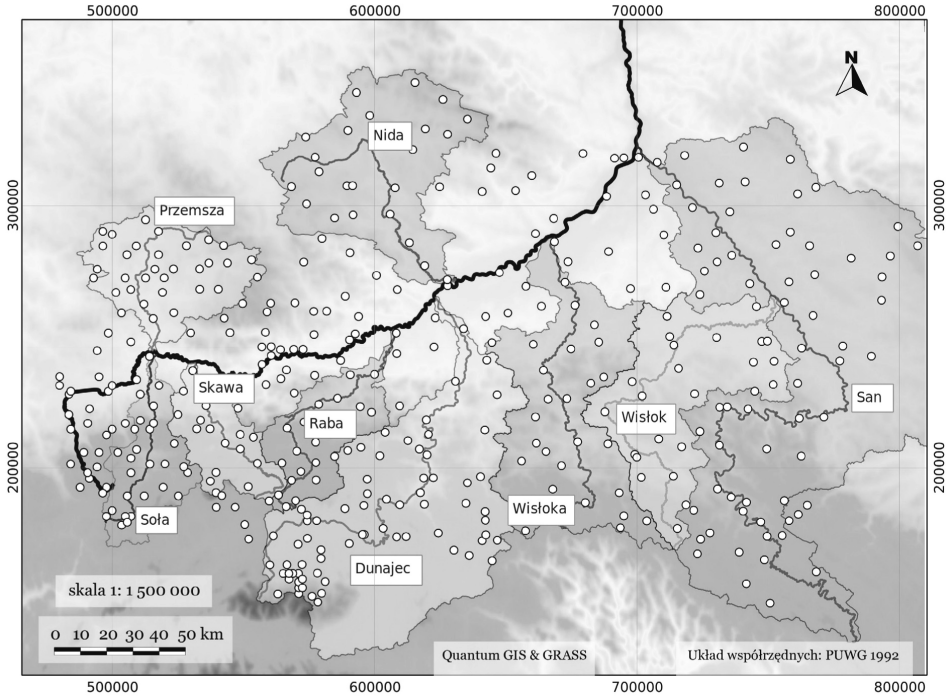 500000 600000 700000 800000
N
Nida
300000 300000
Przemsza
Skawa
San
Raba
Wisłok
200000 200000
Wisłoka
Soła
Dunajec
skala 1: 1 500 000
0 10 20 30 40 50 km
Quantum GIS & GRASS
Układ współrzędnych: PUWG 1992
500000 600000 700000 800000